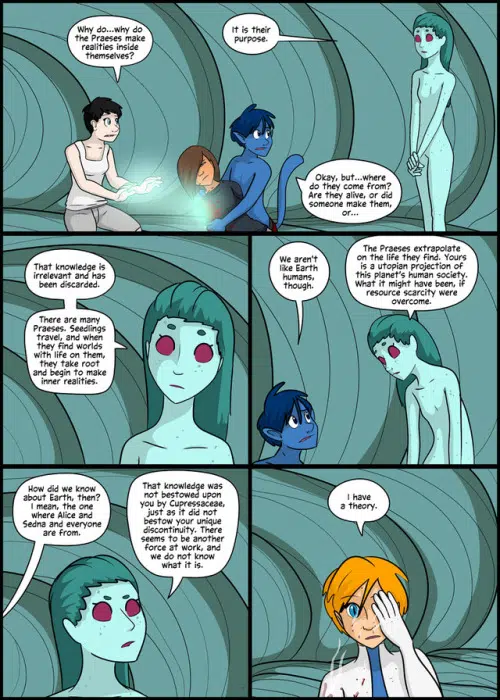 Why do...why do
the Praeses make
realities inside
themselves?
It is their
purpose.
Okay, but...where
do they come from?
Are they alive, or did
someone make them,
or...
That knowledge is
irrelevant and has
been discarded.
There are many
Praeses. Seedlings
travel, and when
they find worlds
with life on them,
they take root
and begin to
make inner
realities.
We aren't
like Earth
humans,
though.
The Praeses extrapolate
on the life they find. Yours
is a utopian projection of
this planet's human society.
What it might have been, if
resource scarcity were
overcome.
How did we know
about Earth, then?
I mean, the one
where Alice and
Sedna and everyone
are from.
That knowledge was
not bestowed upon
you by Cupressaceae,
just as it did not
bestow your unique
discontinuity. There
seems to be another
force at work, and
we do not know
what it is.
I have
a theory.